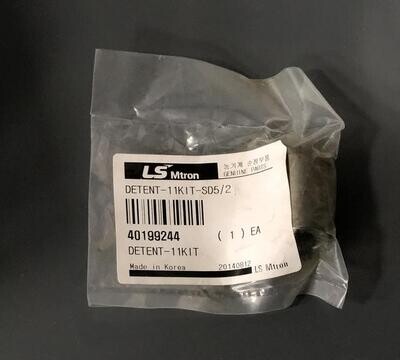 LS Mtron
농기계 순정부품
GENUINE PARTS
DETENT-11KIT-SD5/2
40199244 ( 1 ) EA
DETENT-11KIT
Made in Korea 20140812 LS Mtron